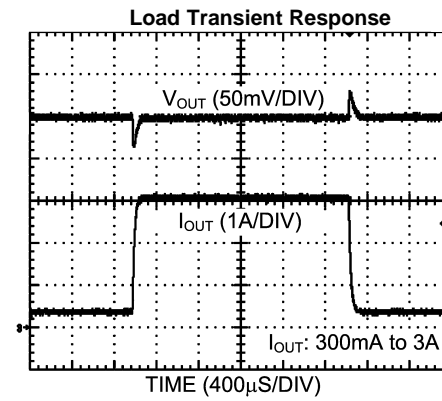 Load Transient Response
VOUT (50mV/DIV)
IOUT (1A/DIV)
IOUT: 300mA to 3A
TIME (400µS/DIV)